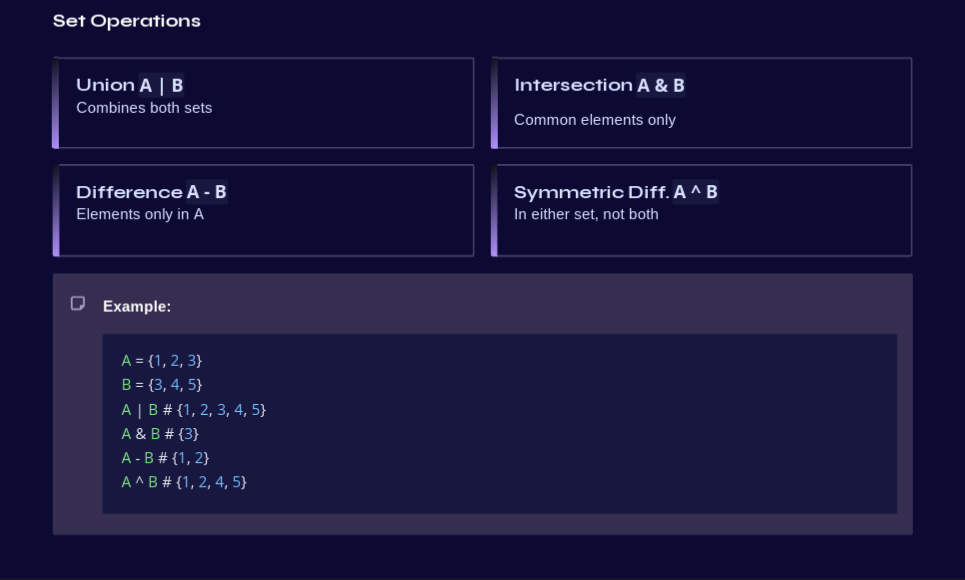 Set Operations
Union A | B
Combines both sets
Intersection A & B
Common elements only
Difference A - B
Elements only in A
Symmetric Diff. A ^ B
In either set, not both
Example:
A = {1, 2, 3}
B = {3, 4, 5}
A | B # {1, 2, 3, 4, 5}
A & B # {3}
A - B # {1, 2}
A ^ B # {1, 2, 4, 5}